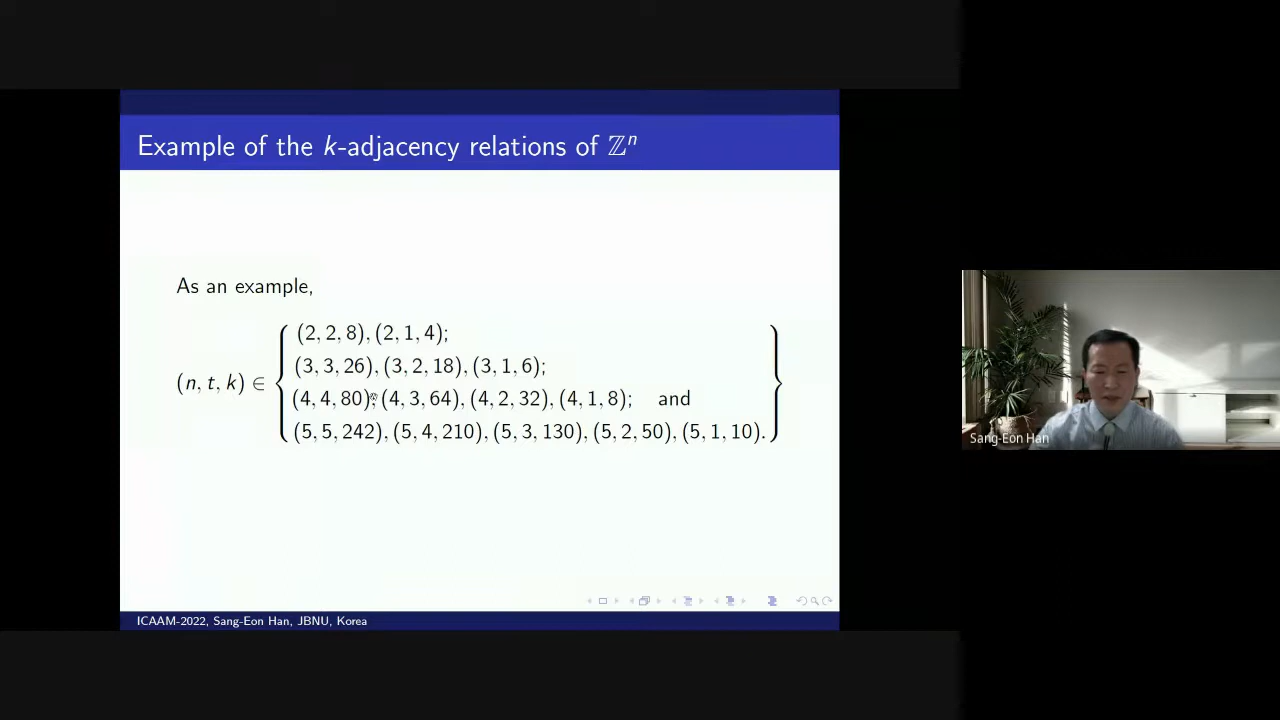 Example of the k-adjacency relations of ℤⁿ
As an example,
(n, t, k) ∈
(2, 2, 8), (2, 1, 4);
(3, 3, 26), (3, 2, 18), (3, 1, 6);
(4, 4, 80), (4, 3, 64), (4, 2, 32), (4, 1, 8); and
(5, 5, 242), (5, 4, 210), (5, 3, 130), (5, 2, 50), (5, 1, 10).
ICAAM-2022, Sang-Eon Han, JBNU, Korea
Sang-Eon Han